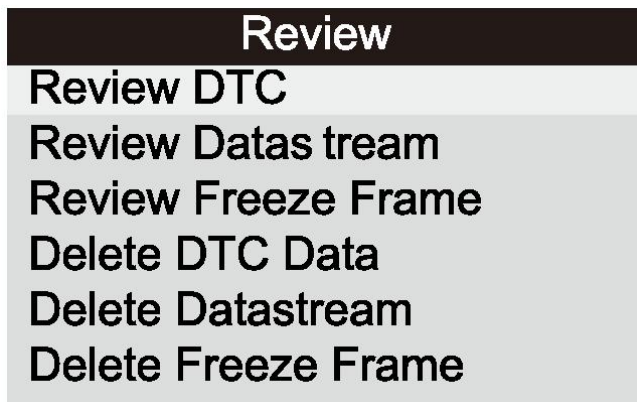 Review
Review DTC
Review Datas tream
Review Freeze Frame
Delete DTC Data
Delete Datastream
Delete Freeze Frame